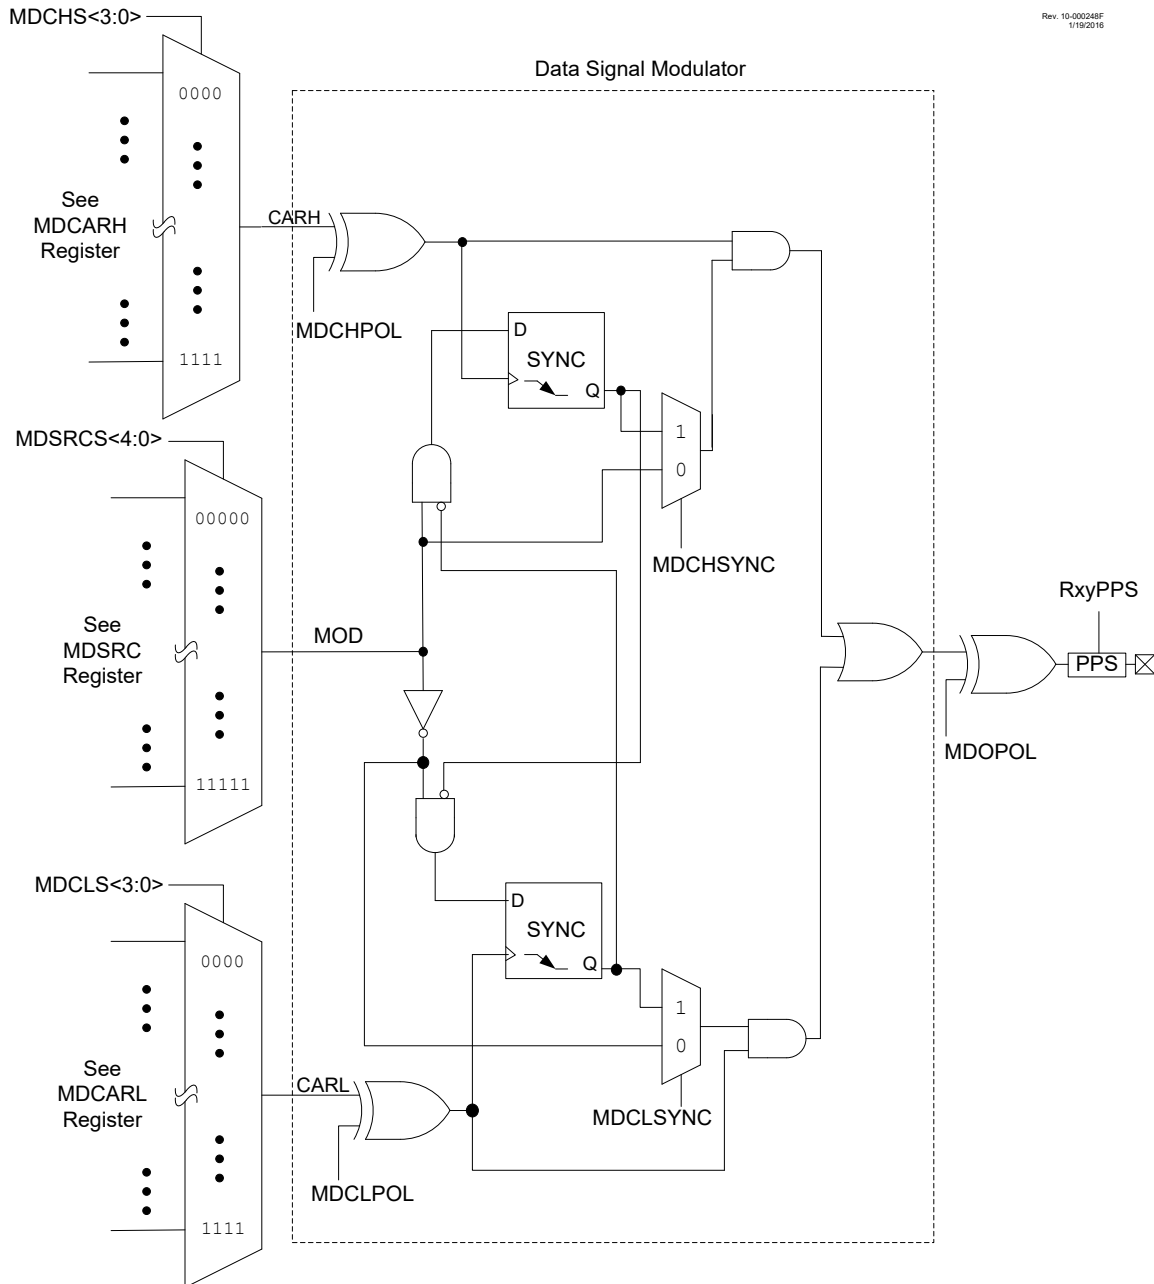 MDCHS<3:0>
Rev. 10-000248F
1/19/2016
Data Signal Modulator
0000
See
MDCARH
Register
CARH
MDCHPOL
D
SYNC
Q
1111
1
0
MDSRCS<4:0>
00000
MDCHSYNC
RxyPPS
See
MDSRC
Register
MOD
PPS
MDOPOL
11111
MDCLS<3:0>
D
SYNC
Q
0000
1
0
See
MDCARL
Register
CARL
MDCLSYNC
MDCLPOL
1111